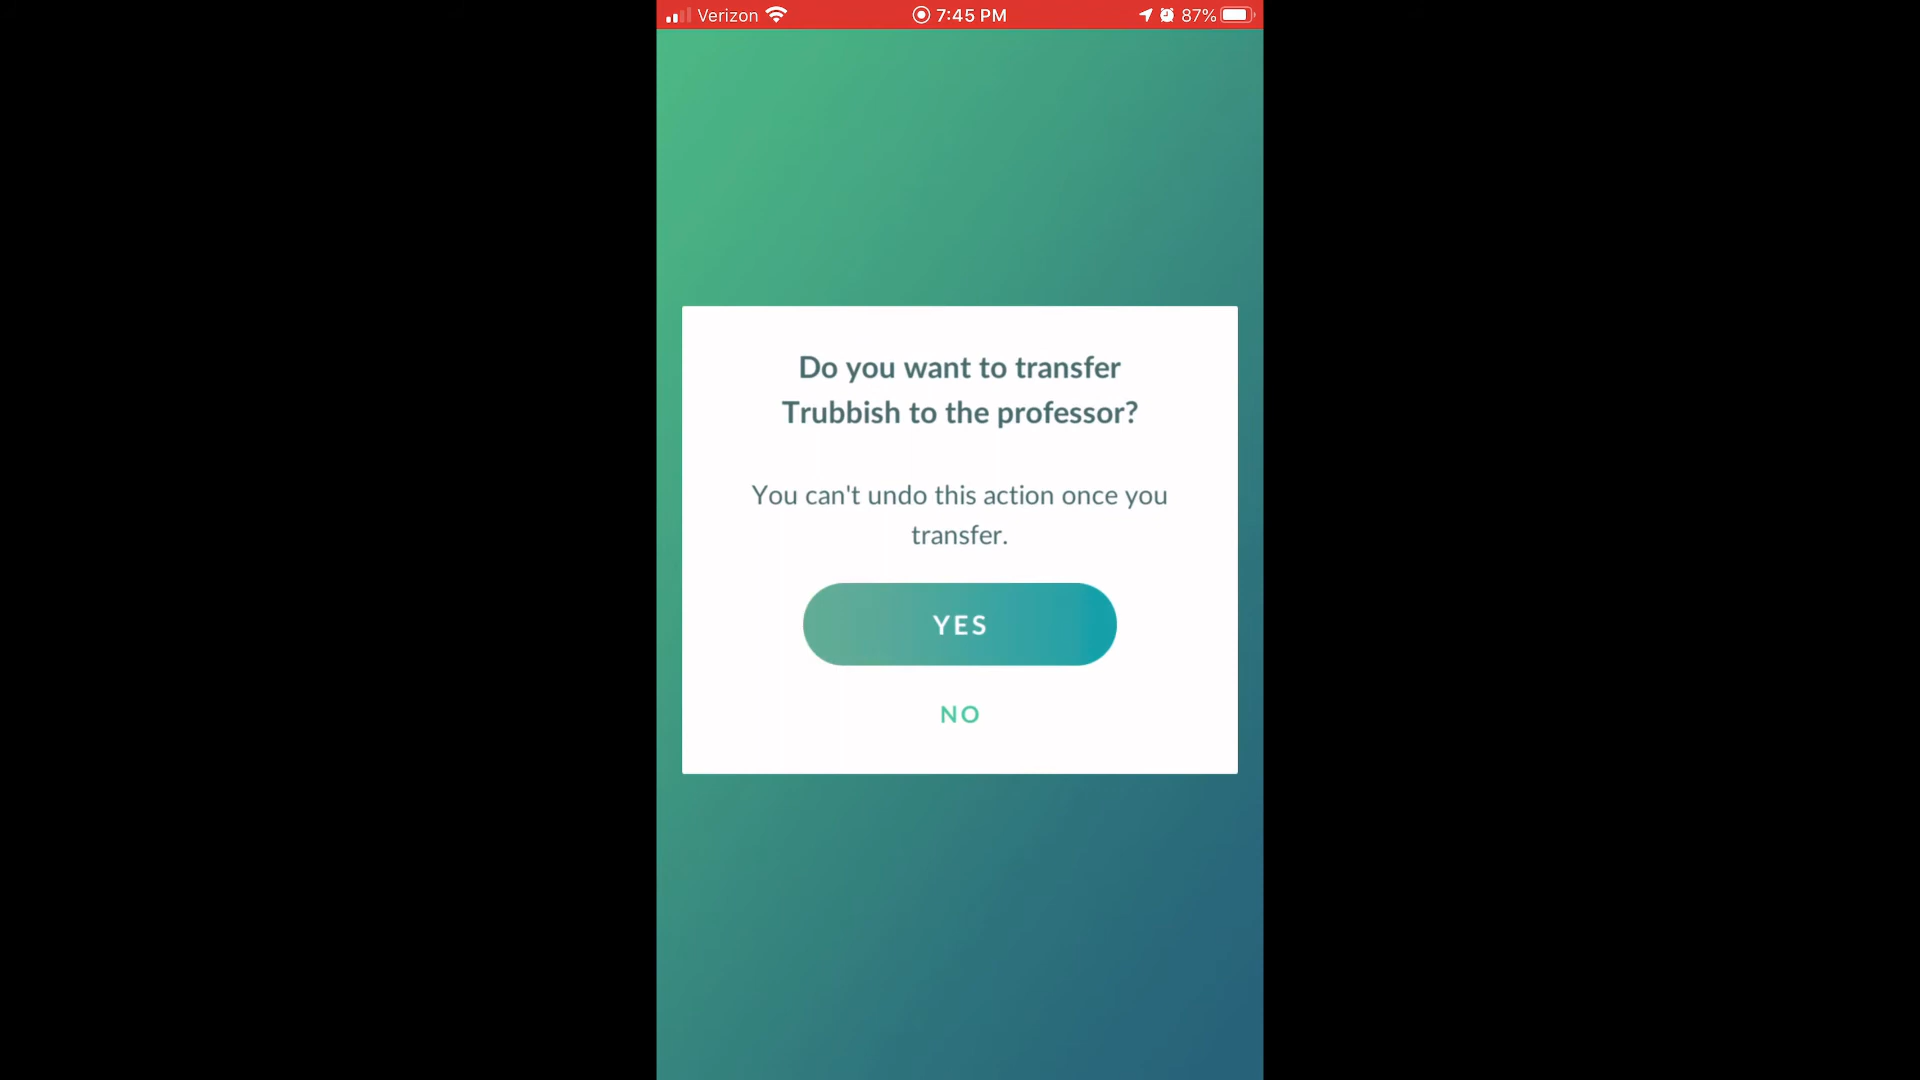 Verizon 7:45 PM 87%
Do you want to transfer
Trubbish to the professor?
You can't undo this action once you
transfer.
YES
NO